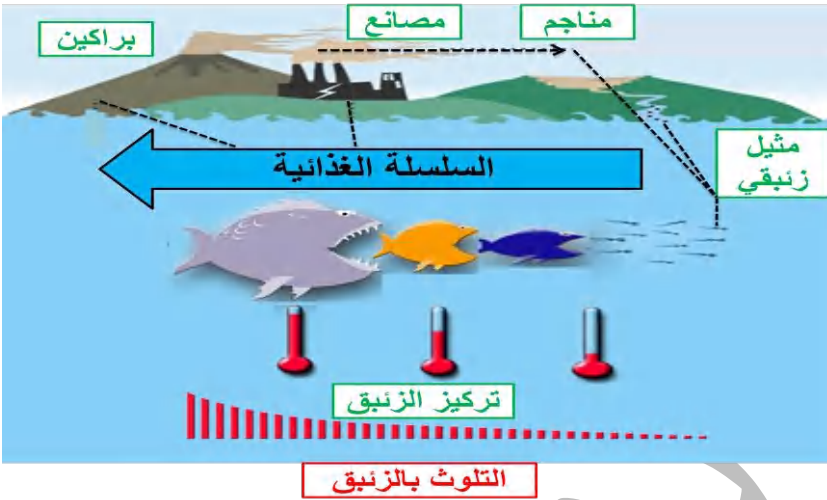 براكين
مصانع
مناجم
مثيل
زئبقي
السلسلة الغذائية
تركيز الزئبق
التلوث بالزئبق